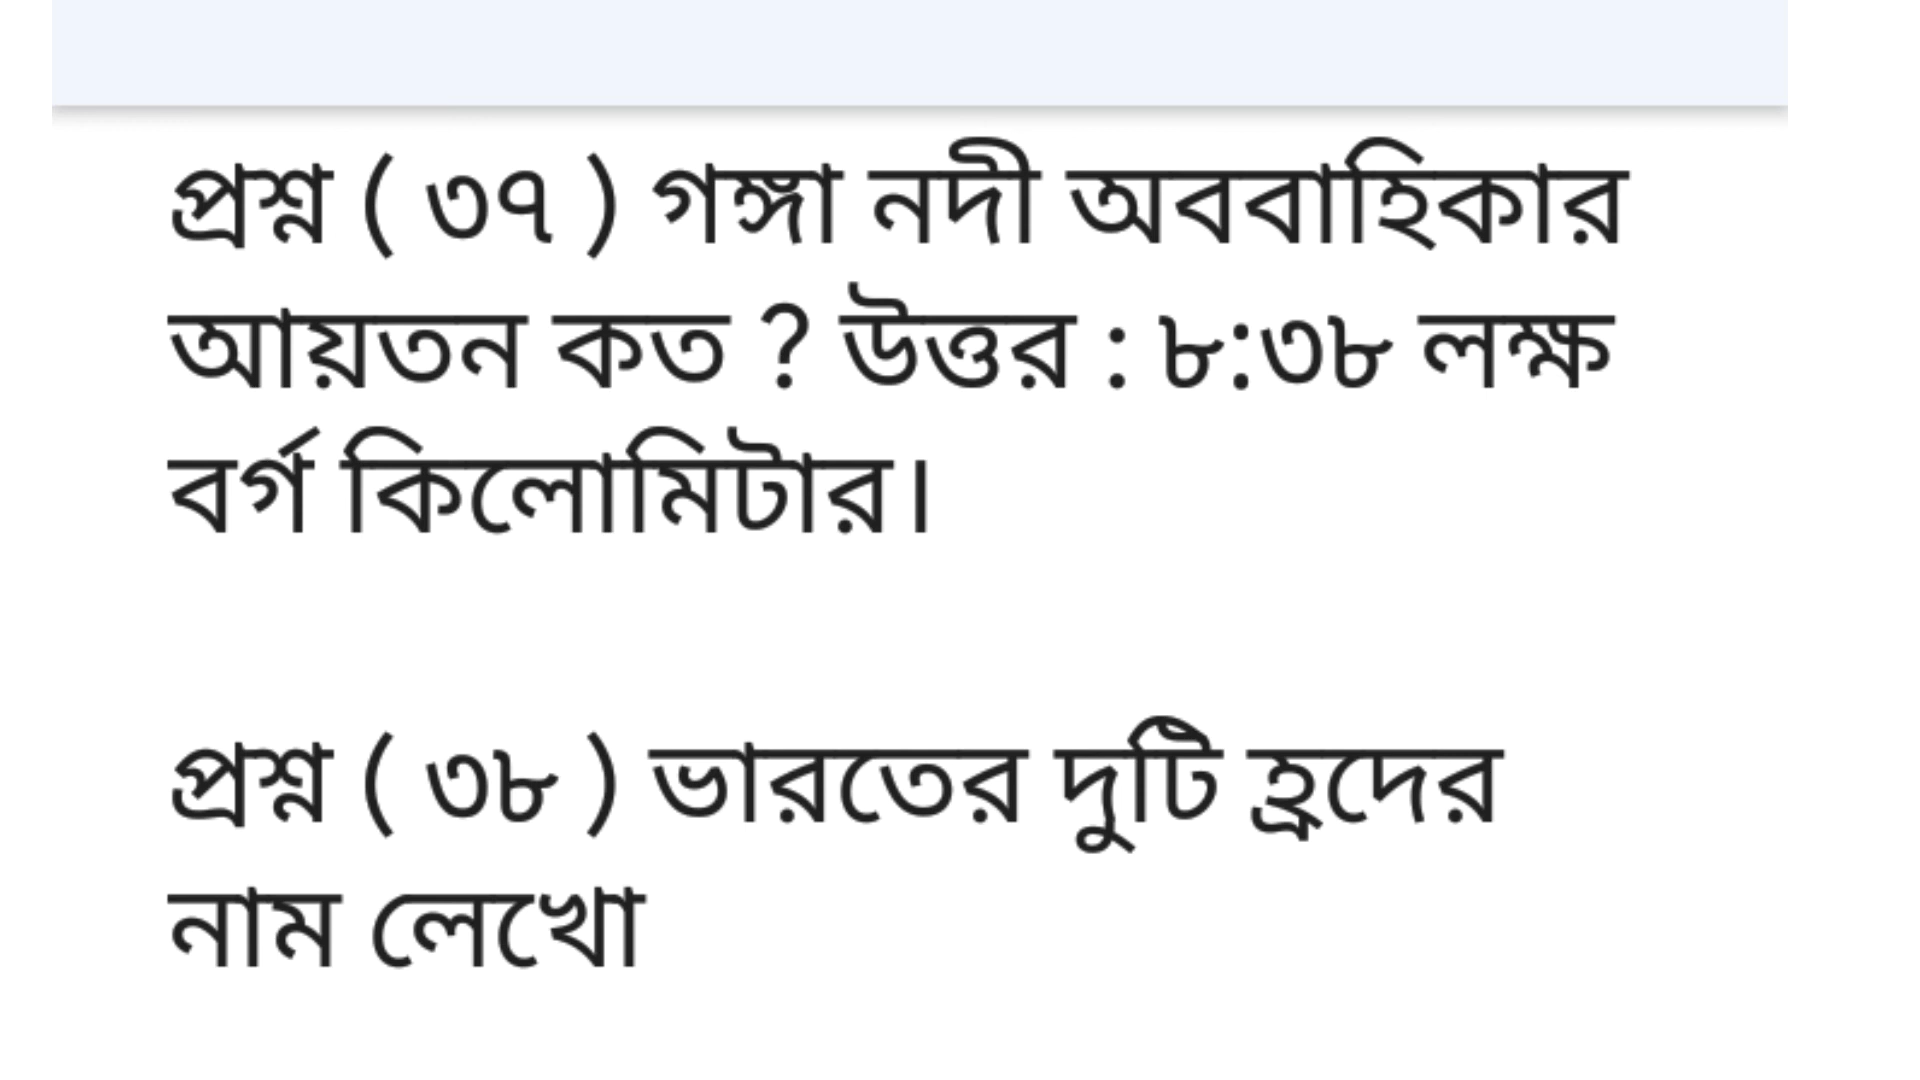 প্রশ্ন ( ৩৭ ) গঙ্গা নদী অববাহিকার
আয়তন কত ? উত্তর : ৮:৩৮ লক্ষ
বর্গ কিলোমিটার।
প্রশ্ন ( ৩৮ ) ভারতের দুটি হ্রদের
নাম লেখো